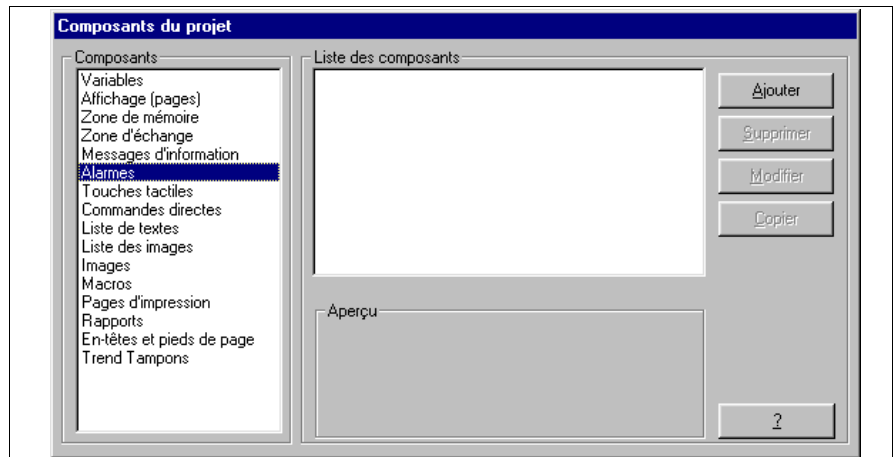 Composants du projet
Composants
Variables
Affichage (pages)
Zone de mémoire
Zone d'échange
Messages d'information
Alarmes
Touches tactiles
Commandes directes
Liste de textes
Liste des images
Images
Macros
Pages d'impression
Rapports
En-têtes et pieds de page
Trend Tampons
Liste des composants
Ajouter
Supprimer
Modifier
Copier
Aperçu
?